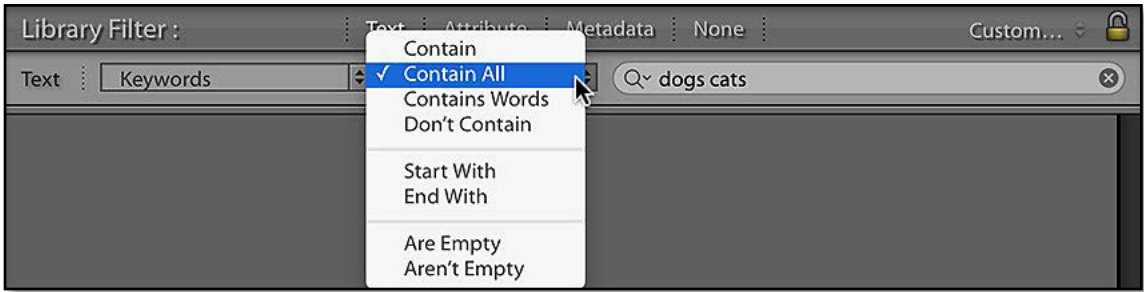 Library Filter : Text Attribute Metadata None Custom...
Contain
Text Keywords Contain All dogs cats
Contains Words
Don't Contain
Start With
End With
Are Empty
Aren't Empty